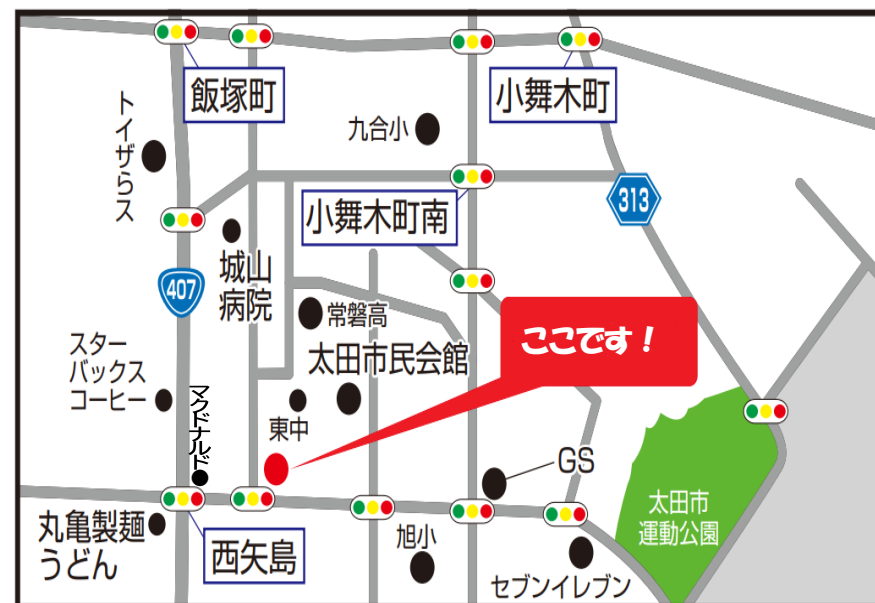 飯塚町
小舞木町
トイザらス
九合小
小舞木町南
313
城山
病院
407
常磐高
ここです！
太田市民会館
スター
バックス
コーヒー
マクドナルド
東中
GS
太田市
運動公園
丸亀製麺
うどん
西矢島
旭小
セブンイレブン